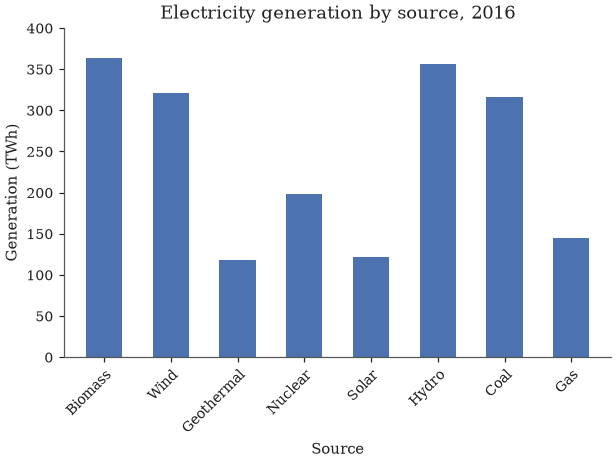 Electricity generation by source, 2016
Generation (TWh)
400
350
300
250
200
150
100
50
0
Biomass
Wind
Geothermal
Nuclear
Solar
Hydro
Coal
Gas
Source